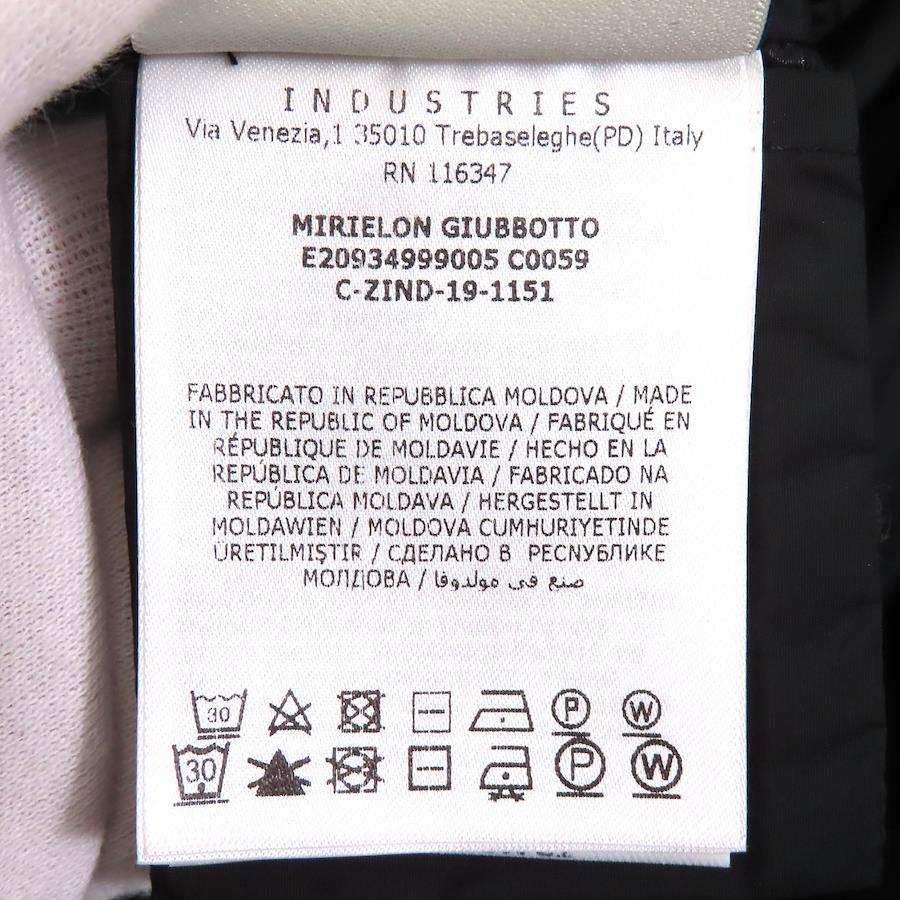 INDUSTRIES
Via Venezia,1 35010 Trebaseleghe(PD) Italy
RN 116347
MIRIELON GIUBBOTTO
E20934999005 C0059
C-ZIND-19-1151
FABBRICATO IN REPUBBLICA MOLDOVA / MADE
IN THE REPUBLIC OF MOLDOVA / FABRIQUÉ EN
RÉPUBLIQUE DE MOLDAVIE / HECHO EN LA
REPÚBLICA DE MOLDAVIA / FABRICADO NA
REPÚBLICA MOLDAVA / HERGESTELLT IN
MOLDAWIEN / MOLDOVA CUMHURIYETINDE
ÜRETILMIŞTIR / СДЕЛАНО В РЕСПУБЛИКЕ
МОЛДОВА / صنع في مولدوفا
30 P W
30 P W